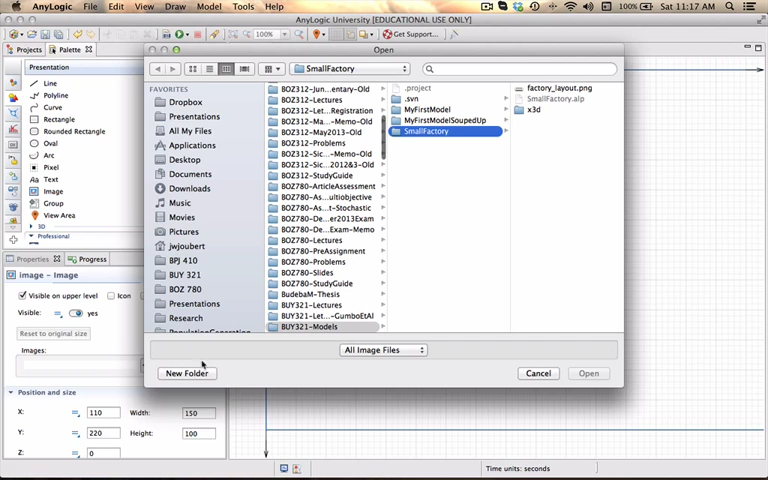 AnyLogic File Edit View Draw Model Tools Help 100% Sat 11:17 AM
AnyLogic University [EDUCATIONAL USE ONLY]
100% Get Support...
Projects Palette
Open
Presentation
Line
Polyline
Curve
Rectangle
Rounded Rectangle
Oval
Arc
Pixel
Text
Image
Group
View Area
3D
Professional
SmallFactory
FAVORITES
Dropbox
Presentations
All My Files
Applications
Desktop
Documents
Downloads
Music
Movies
Pictures
jwjoubert
BPJ 410
BUY 321
BOZ 780
Presentations
Research
PopulationGeneration
BOZ312-Jun...entary-Old
BOZ312-Lectures
BOZ312-Let...Registration
BOZ312-Ma...-Memo-Old
BOZ312-May2013-Old
BOZ312-Problems
BOZ312-Sic...-Memo-Old
BOZ312-Sic...2012&3-Old
BOZ312-StudyGuide
BOZ780-ArticleAssessment
BOZ780-As...ultiobjective
BOZ780-As...t-Stochastic
BOZ780-De...er2013Exam
BOZ780-De...Exam-Memo
BOZ780-Lectures
BOZ780-PreAssignment
BOZ780-Problems
BOZ780-Slides
BOZ780-StudyGuide
BudebaM-Thesis
BUY321-Lectures
BUY321-Let...-GumboEtAl
BUY321-Models
.project
.svn
MyFirstModel
MyFirstModelSoupedUp
SmallFactory
factory_layout.png
SmallFactory.alp
x3d
All Image Files
New Folder Cancel Open
Properties Progress
image - Image
Visible on upper level Icon
Visible: yes
Reset to original size
Images:
Position and size
X: 110 Width: 150
Y: 220 Height: 100
Z: 0
Time units: seconds